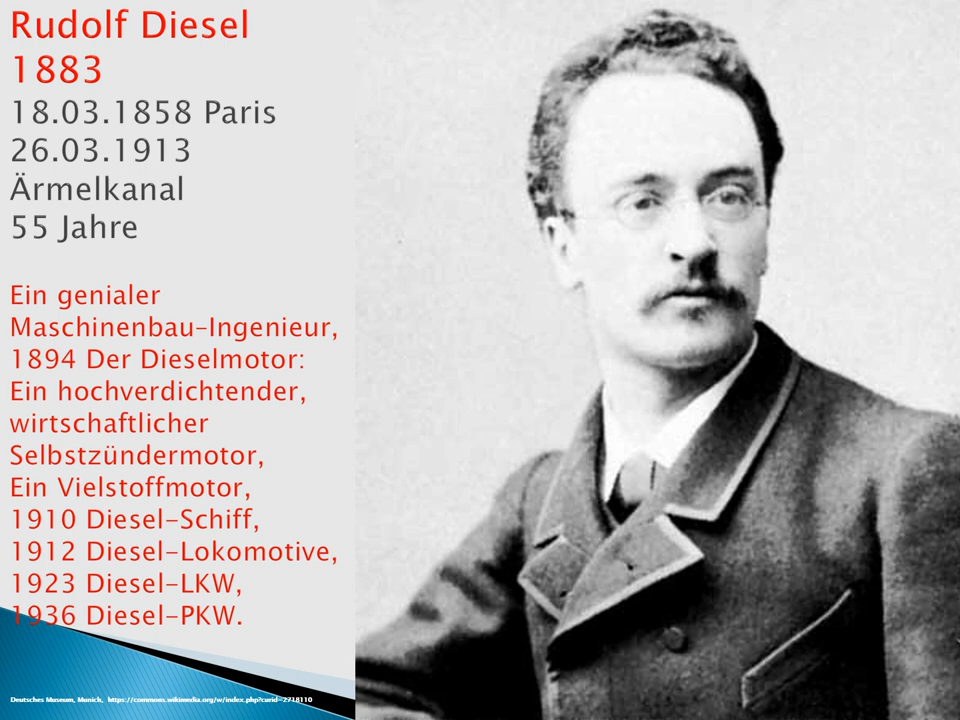 Rudolf Diesel
1883
18.03.1858 Paris
26.03.1913
Ärmelkanal
55 Jahre
Ein genialer
Maschinenbau-Ingenieur,
1894 Der Dieselmotor:
Ein hochverdichtender,
wirtschaftlicher
Selbstzündermotor,
Ein Vielstoffmotor,
1910 Diesel-Schiff,
1912 Diesel-Lokomotive,
1923 Diesel-LKW,
1936 Diesel-PKW.
Deutsches Museum, Munich, https://commons.wikimedia.org/w/index.php?curid=2718110